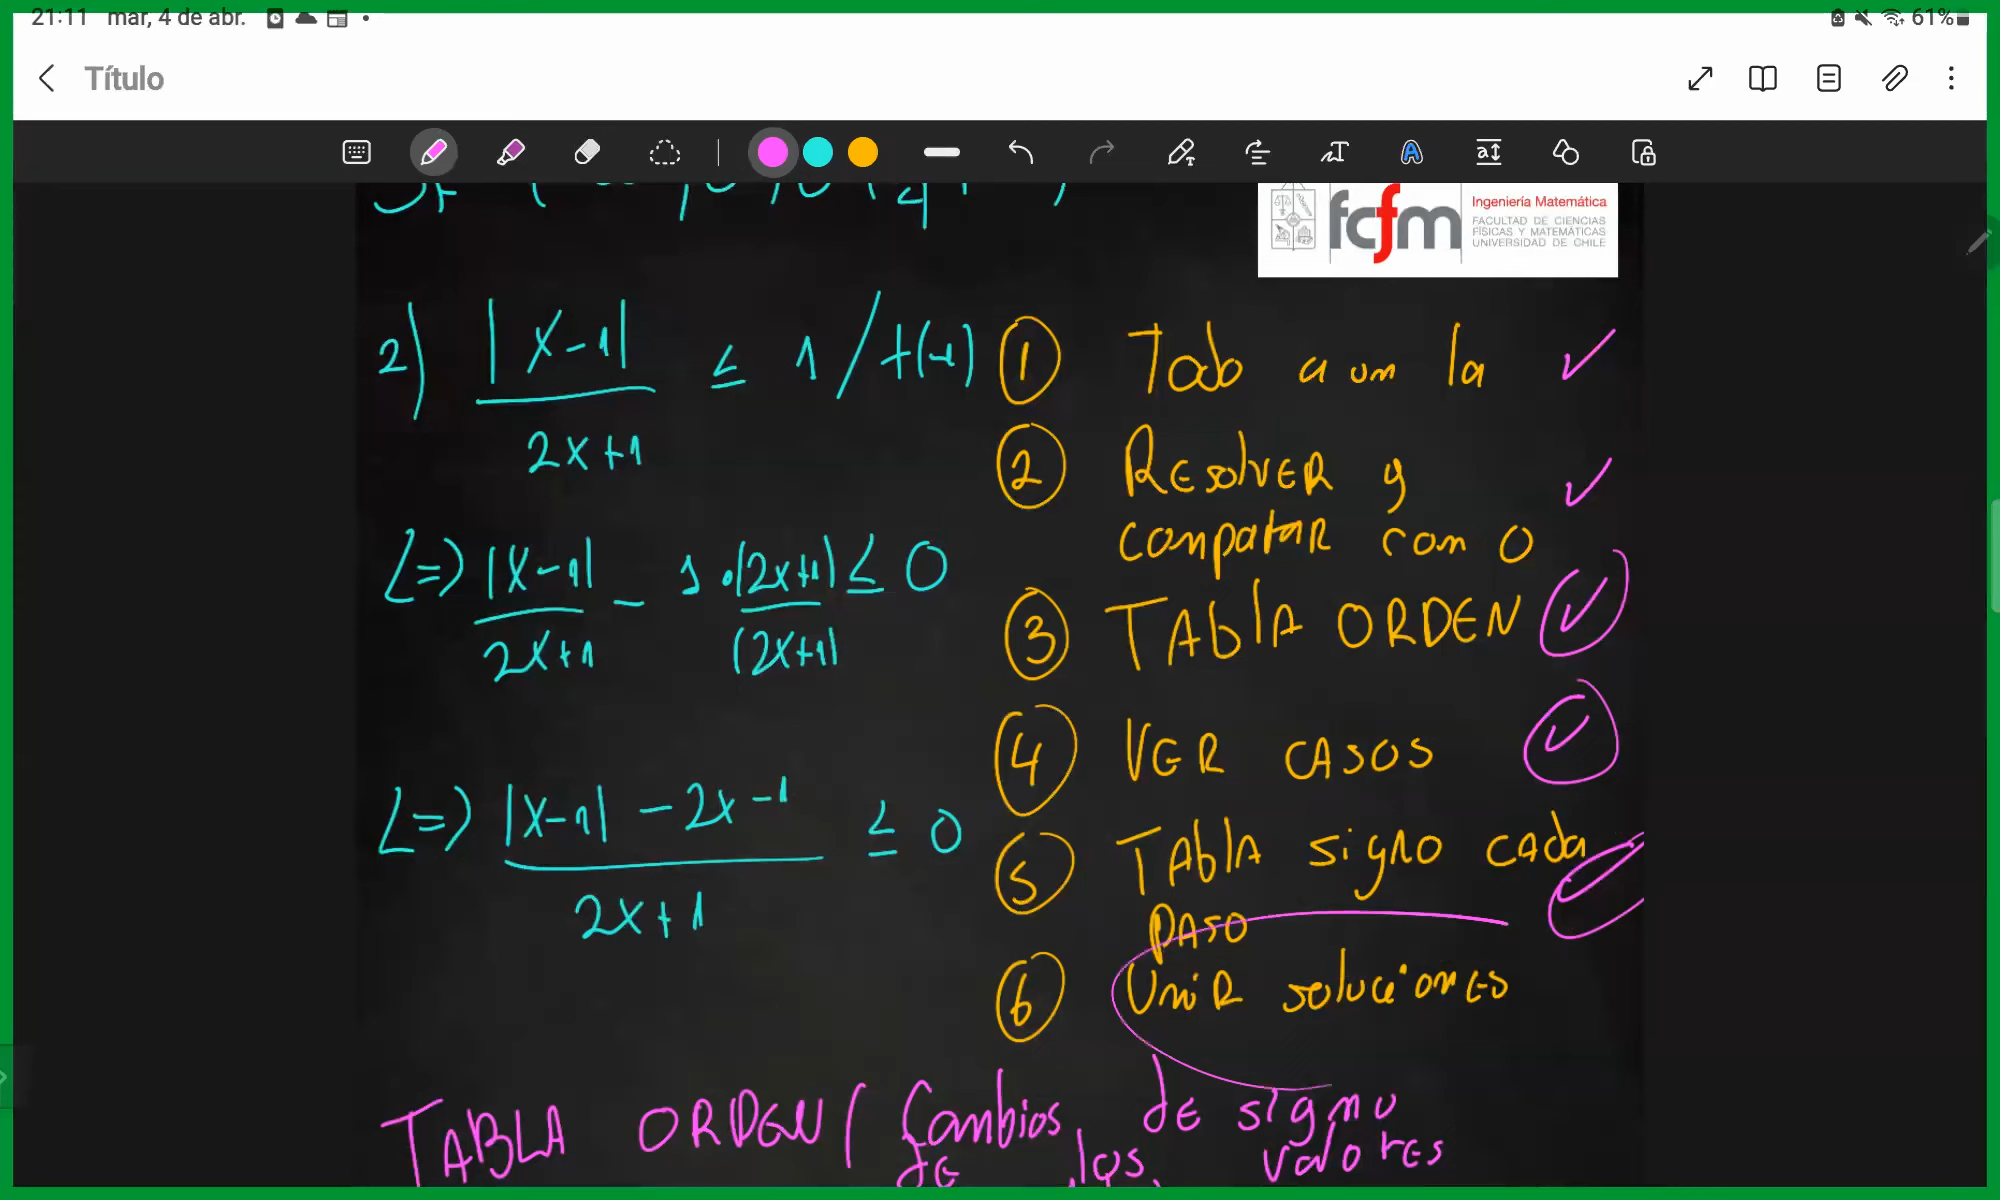 21:11 mar, 4 de abr.
61%
Título
fcfm
Ingeniería Matemática
FACULTAD DE CIENCIAS
FÍSICAS Y MATEMÁTICAS
UNIVERSIDAD DE CHILE
2) |x-1| / 2x+1 ≤ 1 / +(-1)
<=> |x-1| / 2x+1 - 1 · (2x+1) / (2x+1) ≤ 0
<=> |x-1| - 2x - 1 / 2x+1 ≤ 0
① Todo a un la ✓
② RESolVER y ✓
compatar con 0
③ TAblA ORDEN ✓
④ VER CASOS ✓
⑤ TAblA signo cada
PASO
⑥ UniR soluciones
TABLA ORDEN ( Cambios de signo
de los valores